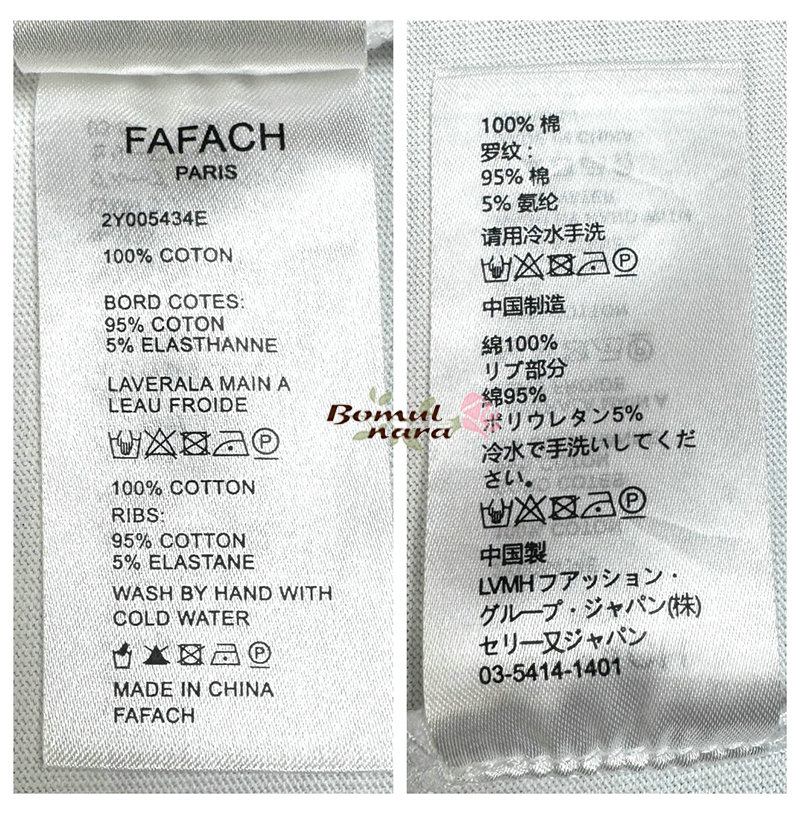 FAFACH
PARIS
2Y005434E
100% COTON
BORD COTES:
95% COTON
5% ELASTHANNE
LAVERALA MAIN A
LEAU FROIDE
P
100% COTTON
RIBS:
95% COTTON
5% ELASTANE
WASH BY HAND WITH
COLD WATER
P
MADE IN CHINA
FAFACH
100% 棉
罗纹：
95% 棉
5% 氨纶
请用冷水手洗
P
中国制造
綿100%
リブ部分
綿95%
ポリウレタン5%
冷水で手洗いしてくだ
さい。
P
中国製
LVMHフアッション・
グループ・ジャパン(株)
セリー又ジャパン
03-5414-1401
Bomul
nara